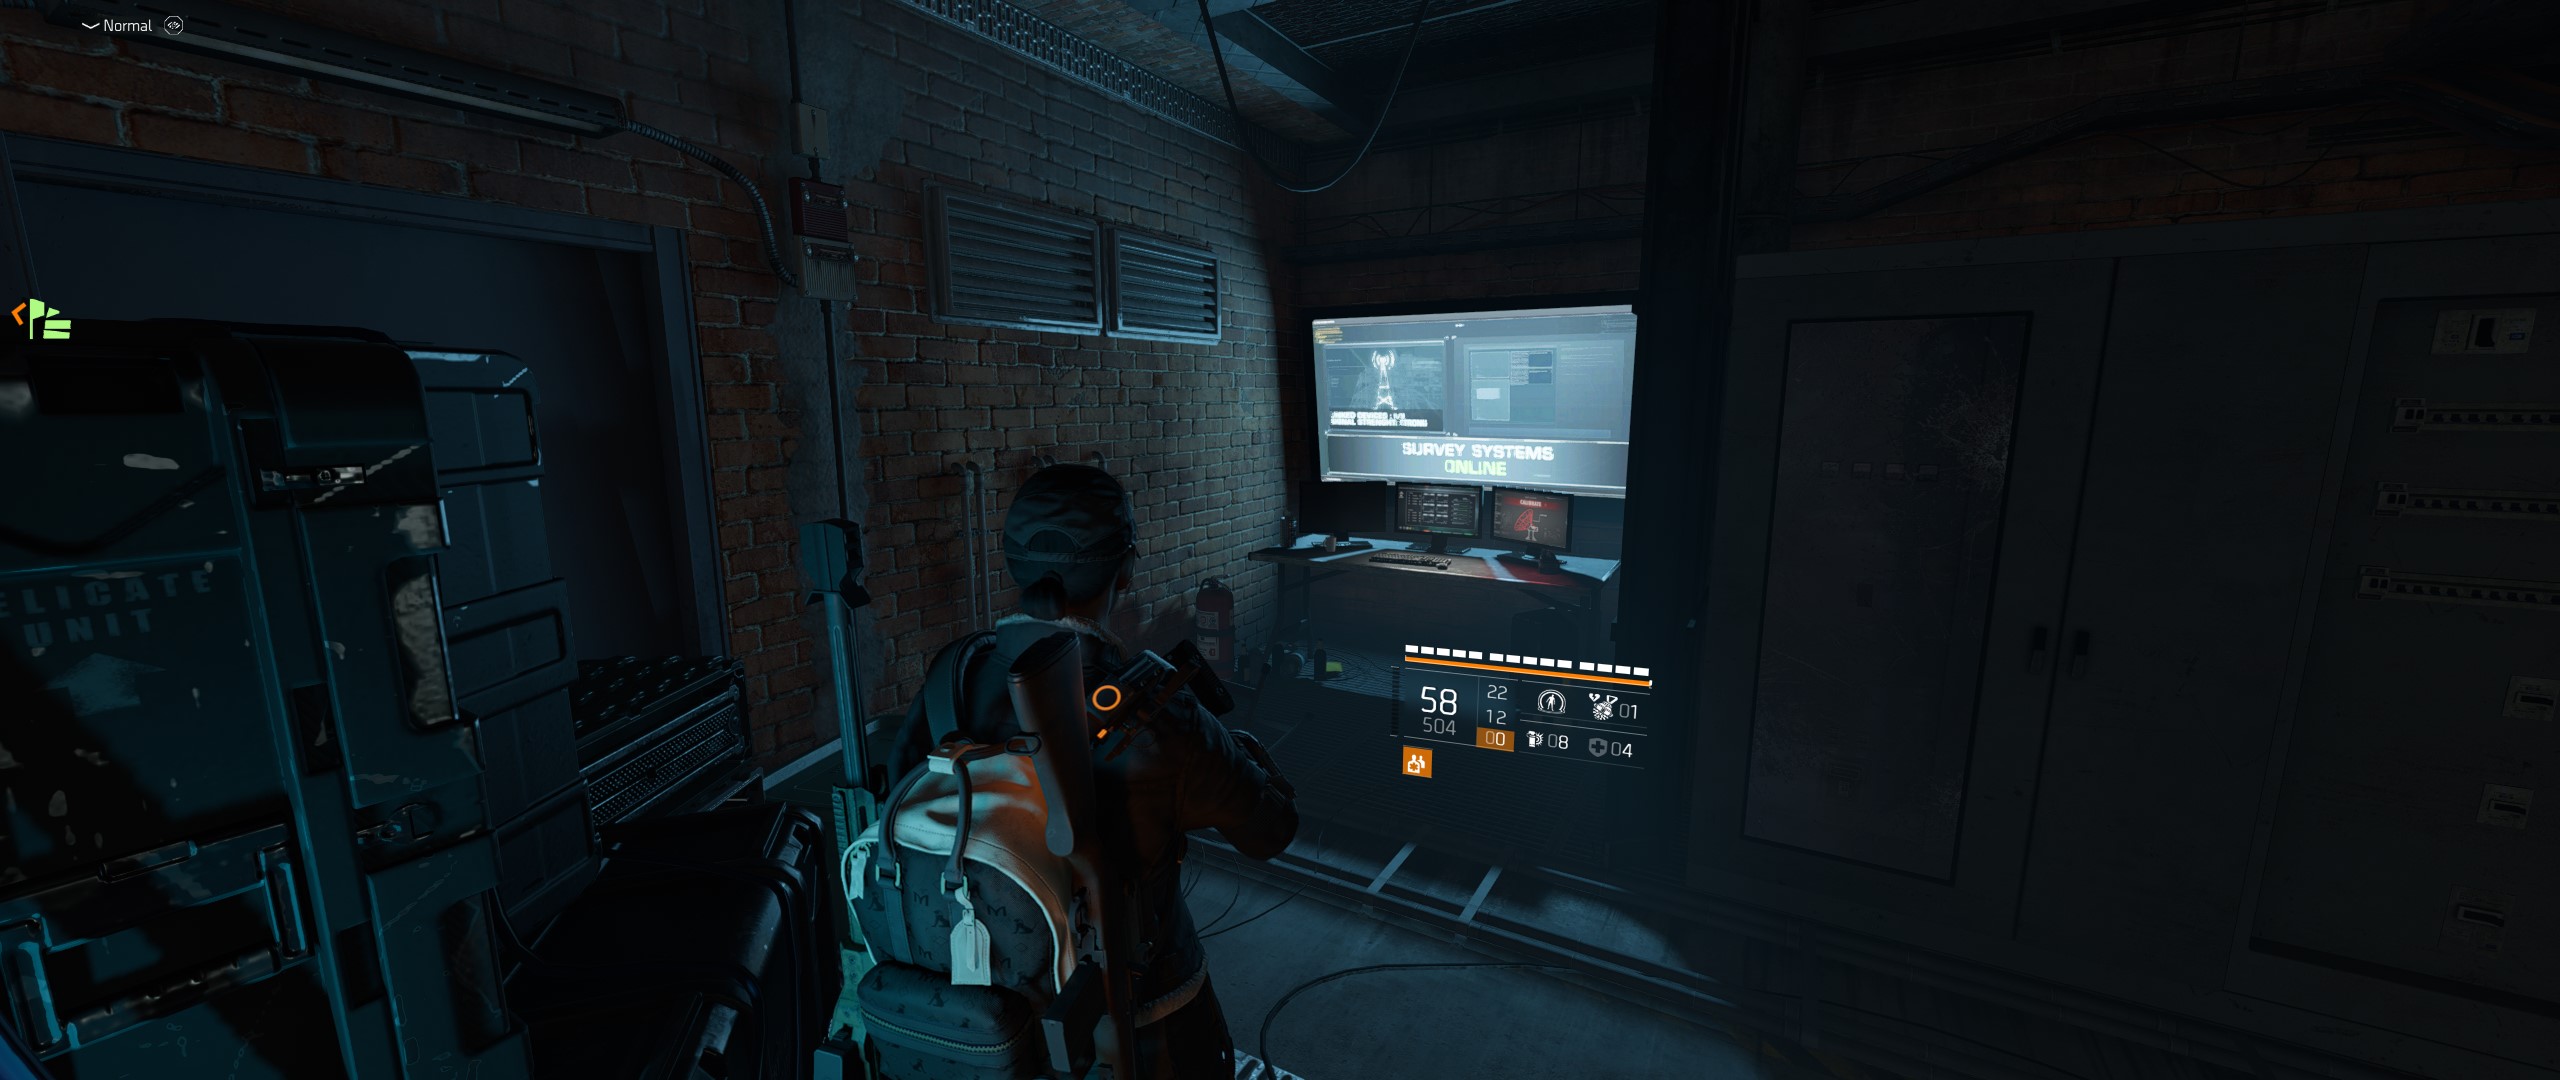 Normal
SURVEY SYSTEMS
ONLINE
ELICATE
UNIT
58
504
22
12
00
01
08
04